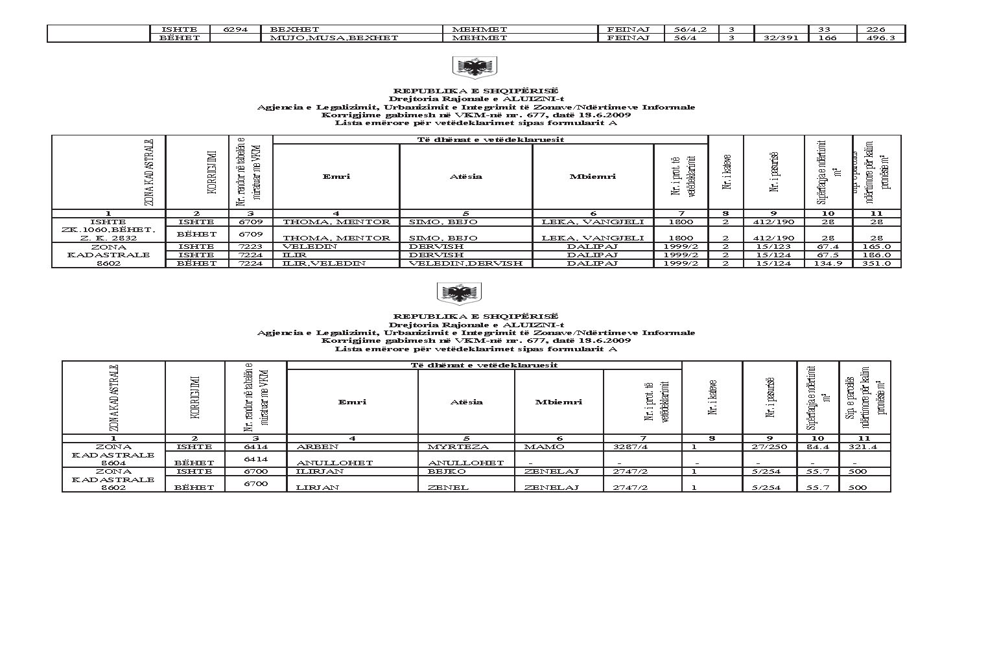 ISHTE 6294 BEXHET MEHMET FEINAJ 56/4,2 3 33 226
BËHET MUJO,MUSA,BEXHET MEHMET FEINAJ 56/4 3 32/391 166 496.3
REPUBLIKA E SHQIPËRISË
Drejtoria Rajonale e ALUIZNI-t
Agjencia e Legalizimit, Urbanizimit e Integrimit të Zonave/Ndërtimeve Informale
Korrigjime gabimesh në VKM-në nr. 677, datë 18.6.2009
Lista emërore për vetëdeklarimet sipas formularit A
ZONA KADASTRALE
KORRIGJIMI
Nr. rendor në tabelën e
miratuar me VKM
Të dhënat e vetëdeklaruesit
Emri Atësia Mbiemri
Nr. i prot. të
vetëdeklarimit
Nr. i kateve
Nr. i pasurisë
Sipërfaqja e ndërtimit
m²
Sip. e parcelës
ndërtimore për kalim
pronësie m²
1 2 3 4 5 6 7 8 9 10 11
ISHTE ISHTE 6709 THOMA, MENTOR SIMO, BEJO LEKA, VANGJELI 1800 2 412/190 28 28
ZK.1060,BËHET,
Z. K. 2832 BËHET 6709 THOMA, MENTOR SIMO, BEJO LEKA, VANGJELI 1800 2 412/190 28 28
ZONA ISHTE 7223 VELEDIN DERVISH DALIPAJ 1999/2 2 15/123 67.4 165.0
KADASTRALE ISHTE 7224 ILIR DERVISH DALIPAJ 1999/2 2 15/124 67.5 186.0
8602 BËHET 7224 ILIR,VELEDIN VELEDIN,DERVISH DALIPAJ 1999/2 2 15/124 134.9 351.0
REPUBLIKA E SHQIPËRISË
Drejtoria Rajonale e ALUIZNI-t
Agjencia e Legalizimit, Urbanizimit e Integrimit të Zonave/Ndërtimeve Informale
Korrigjime gabimesh në VKM-në nr. 677, datë 18.6.2009
Lista emërore për vetëdeklarimet sipas formularit A
ZONA KADASTRALE
KORRIGJIMI
Nr. rendor në tabelën e
miratuar me VKM
Të dhënat e vetëdeklaruesit
Emri Atësia Mbiemri
Nr. i prot. të
vetëdeklarimit
Nr. i kateve
Nr. i pasurisë
Sipërfaqja e ndërtimit
m²
Sip. e parcelës
ndërtimore për kalim
pronësie m²
1 2 3 4 5 6 7 8 9 10 11
ZONA ISHTE 6414 ARBEN MYRTEZA MAMO 3287/4 1 27/250 84.4 321.4
KADASTRALE
8604 BËHET 6414 ANULLOHET ANULLOHET - - - - - -
ZONA ISHTE 6700 ILIRJAN BEJKO ZENELAJ 2747/2 1 5/254 55.7 500
KADASTRALE
8602 BËHET 6700 LIRJAN ZENEL ZENELAJ 2747/2 1 5/254 55.7 500